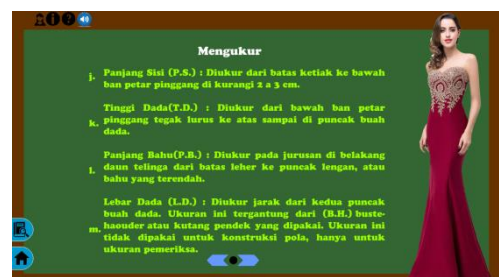 Mengukur
j. Panjang Sisi (P.S.) : Diukur dari batas ketiak ke bawah
ban petar pinggang di kurangi 2 a 3 cm.
Tinggi Dada(T.D.) : Diukur dari bawah ban petar
k. pinggang tegak lurus ke atas sampai di puncak buah
dada.
Panjang Bahu(P.B.) : Diukur pada jurusan di belakang
l. daun telinga dari batas leher ke puncak lengan, atau
bahu yang terendah.
Lebar Dada (L.D.) : Diukur jarak dari kedua puncak
buah dada. Ukuran ini tergantung dari (B.H.) buste-
m. haouder atau kutang pendek yang dipakai. Ukuran ini
tidak dipakai untuk konstruksi pola, hanya untuk
ukuran pemeriksa.